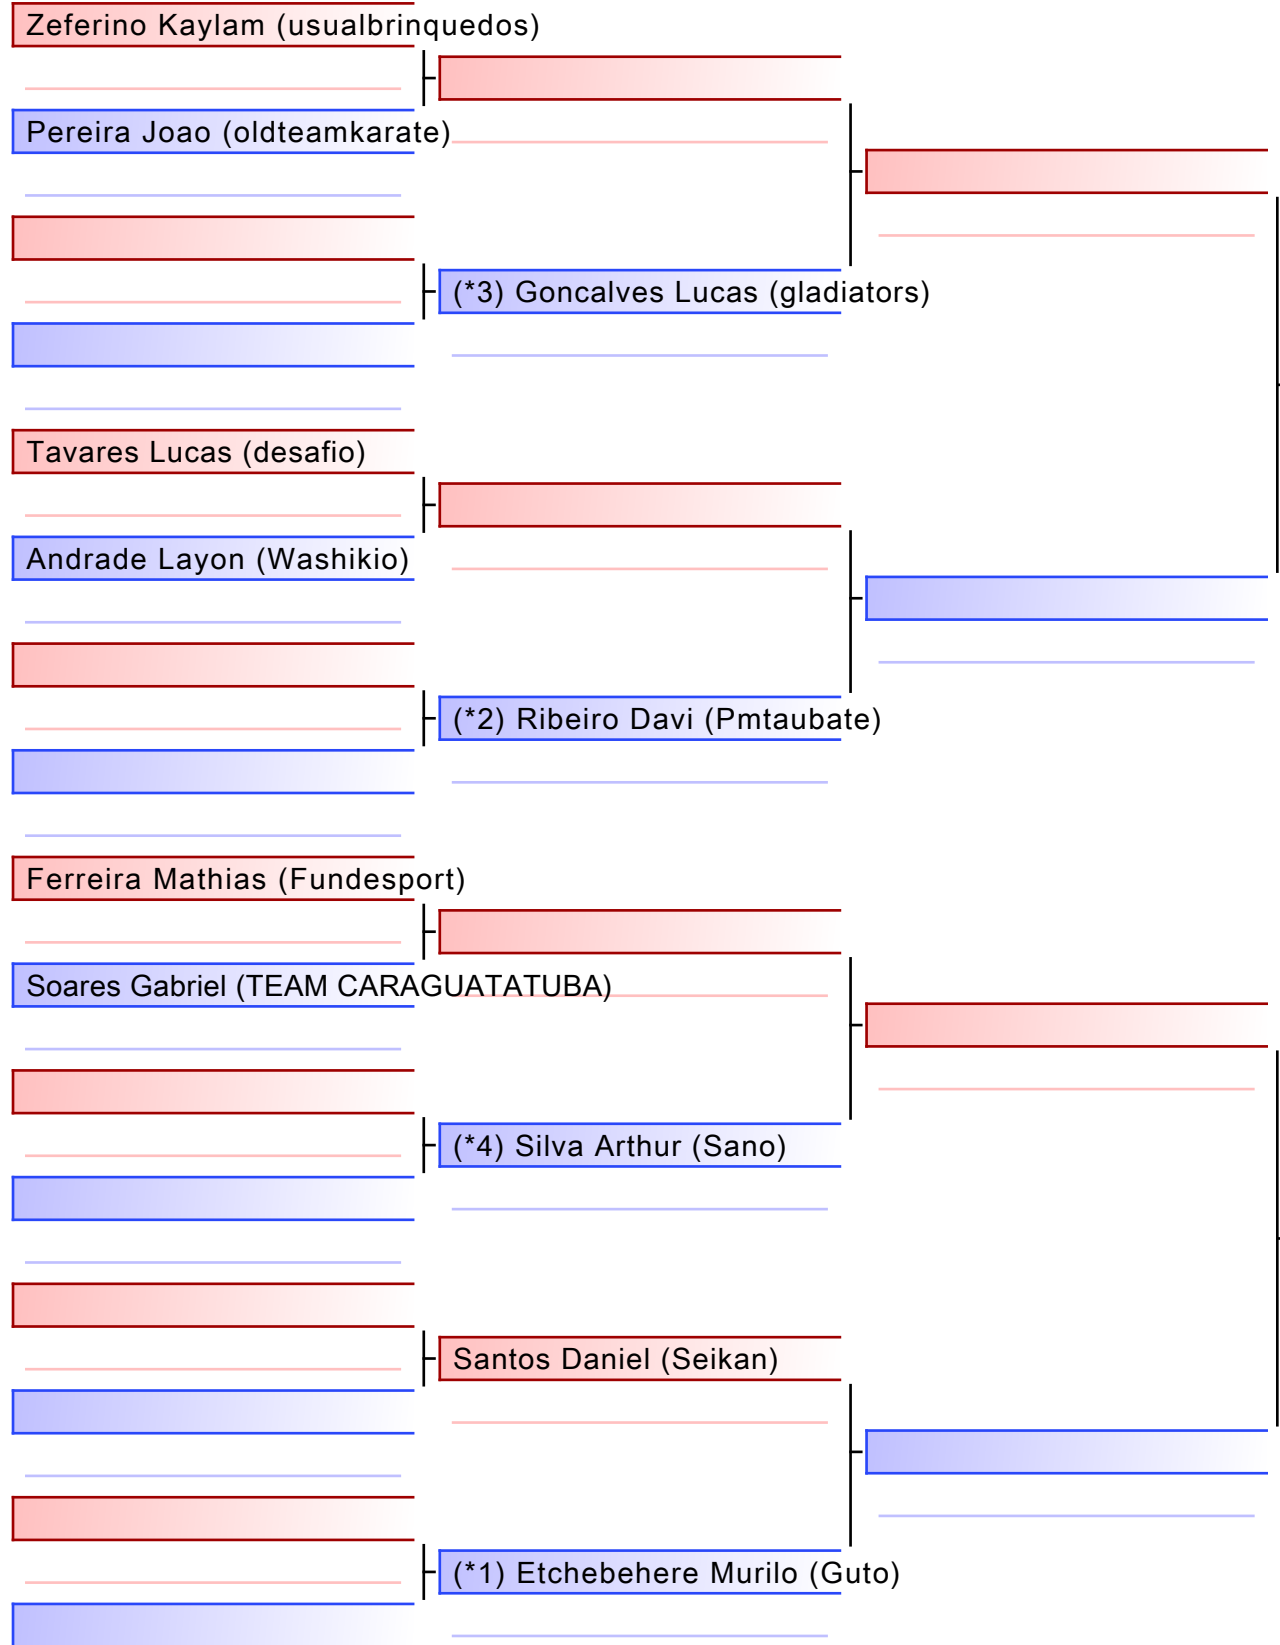 Zeferino Kaylam (usualbrinquedos)
Pereira Joao (oldteamkarate)
(*3) Goncalves Lucas (gladiators)
Tavares Lucas (desafio)
Andrade Layon (Washikio)
(*2) Ribeiro Davi (Pmtaubate)
Ferreira Mathias (Fundesport)
Soares Gabriel (TEAM CARAGUATATUBA)
(*4) Silva Arthur (Sano)
Santos Daniel (Seikan)
(*1) Etchebehere Murilo (Guto)